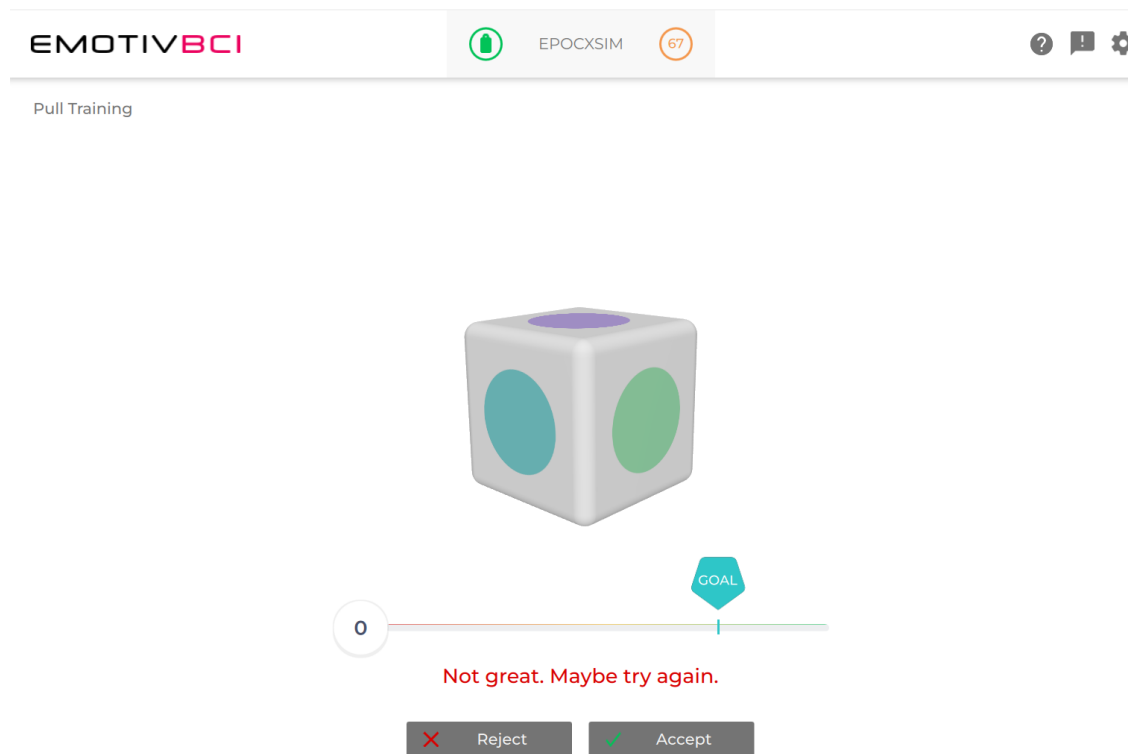 EMOTIVBCI
EPOCXSIM
67
Pull Training
GOAL
0
Not great. Maybe try again.
Reject
Accept